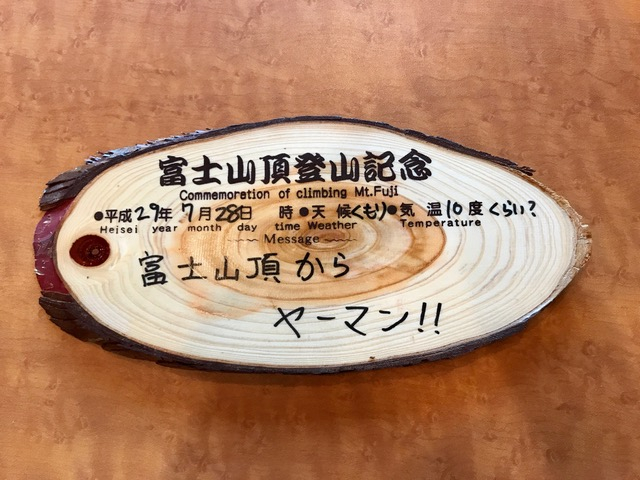 富士山頂登山記念
Commemoration of climbing Mt.Fuji
●平成29年7月28日 時●天候くもり●気温10度くらい?
Heisei year month day time Weather Temperature
Message
富士山頂から
ヤーマン!!